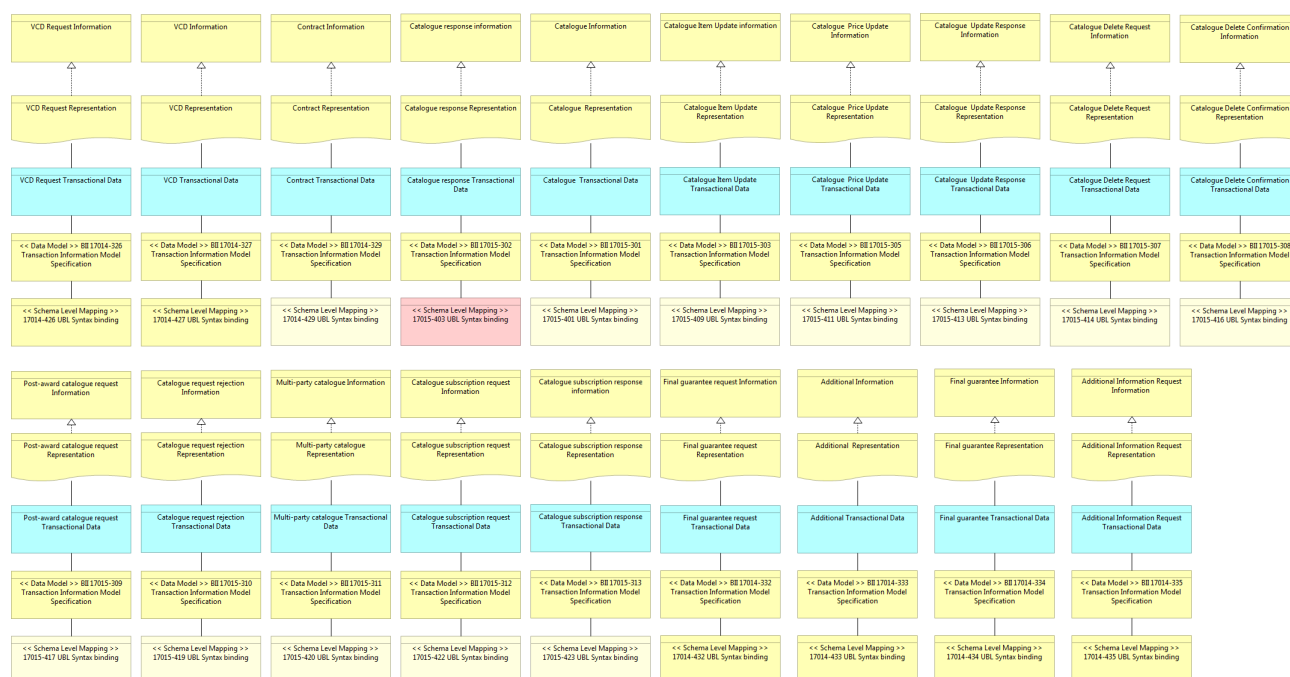 VCD Request Information
VCD Information
Contract Information
Catalogue response information
Catalogue Information
Catalogue Item Update information
Catalogue Price Update
Information
Catalogue Update Response
Information
Catalogue Delete Request
Information
Catalogue Delete Confirmation
Information
VCD Request Representation
VCD Representation
Contract Representation
Catalogue response Representation
Catalogue Representation
Catalogue Item Update
Representation
Catalogue Price Update
Representation
Catalogue Update Response
Representation
Catalogue Delete Request
Representation
Catalogue Delete Confirmation
Representation
VCD Request Transactional Data
VCD Transactional Data
Contract Transactional Data
Catalogue response Transactional
Data
Catalogue Transactional Data
Catalogue Item Update
Transactional Data
Catalogue Price Update
Transactional Data
Catalogue Update Response
Transactional Data
Catalogue Delete Request
Transactional Data
Catalogue Delete Confirmation
Transactional Data
<< Data Model >> BII 17014-326
Transaction Information Model
Specification
<< Data Model >> BII 17014-327
Transaction Information Model
Specification
<< Data Model >> BII 17014-329
Transaction Information Model
Specification
<< Data Model >> BII 17015-302
Transaction Information Model
Specification
<< Data Model >> BII 17015-301
Transaction Information Model
Specification
<< Data Model >> BII 17015-303
Transaction Information Model
Specification
<< Data Model >> BII 17015-305
Transaction Information Model
Specification
<< Data Model >> BII 17015-306
Transaction Information Model
Specification
<< Data Model >> BII 17015-307
Transaction Information Model
Specification
<< Data Model >> BII 17015-308
Transaction Information Model
Specification
<< Schema Level Mapping >>
17014-426 UBL Syntax binding
<< Schema Level Mapping >>
17014-427 UBL Syntax binding
<< Schema Level Mapping >>
17014-429 UBL Syntax binding
<< Schema Level Mapping >>
17015-403 UBL Syntax binding
<< Schema Level Mapping >>
17015-401 UBL Syntax binding
<< Schema Level Mapping >>
17015-409 UBL Syntax binding
<< Schema Level Mapping >>
17015-411 UBL Syntax binding
<< Schema Level Mapping >>
17015-413 UBL Syntax binding
<< Schema Level Mapping >>
17015-414 UBL Syntax binding
<< Schema Level Mapping >>
17015-416 UBL Syntax binding
Post-award catalogue request
Information
Catalogue request rejection
Information
Multi-party catalogue Information
Catalogue subscription request
Information
Catalogue subscription response
information
Final guarantee request Information
Additional Information
Final guarantee Information
Additional Information Request
Information
Post-award catalogue request
Representation
Catalogue request rejection
Representation
Multi-party catalogue
Representation
Catalogue subscription request
Representation
Catalogue subscription response
Representation
Final guarantee request
Representation
Additional Representation
Final guarantee Representation
Additional Information Request
Representation
Post-award catalogue request
Transactional Data
Catalogue request rejection
Transactional Data
Multi-party catalogue Transactional
Data
Catalogue subscription request
Transactional Data
Catalogue subscription response
Transactional Data
Final guarantee request
Transactional Data
Additional Transactional Data
Final guarantee Transactional Data
Additional Information Request
Transactional Data
<< Data Model >> BII 17015-309
Transaction Information Model
Specification
<< Data Model >> BII 17015-310
Transaction Information Model
Specification
<< Data Model >> BII 17015-311
Transaction Information Model
Specification
<< Data Model >> BII 17015-312
Transaction Information Model
Specification
<< Data Model >> BII 17015-313
Transaction Information Model
Specification
<< Data Model >> BII 17014-332
Transaction Information Model
Specification
<< Data Model >> BII 17014-333
Transaction Information Model
Specification
<< Data Model >> BII 17014-334
Transaction Information Model
Specification
<< Data Model >> BII 17014-335
Transaction Information Model
Specification
<< Schema Level Mapping >>
17015-417 UBL Syntax binding
<< Schema Level Mapping >>
17015-419 UBL Syntax binding
<< Schema Level Mapping >>
17015-420 UBL Syntax binding
<< Schema Level Mapping >>
17015-422 UBL Syntax binding
<< Schema Level Mapping >>
17015-423 UBL Syntax binding
<< Schema Level Mapping >>
17014-432 UBL Syntax binding
<< Schema Level Mapping >>
17014-433 UBL Syntax binding
<< Schema Level Mapping >>
17014-434 UBL Syntax binding
<< Schema Level Mapping >>
17014-435 UBL Syntax binding